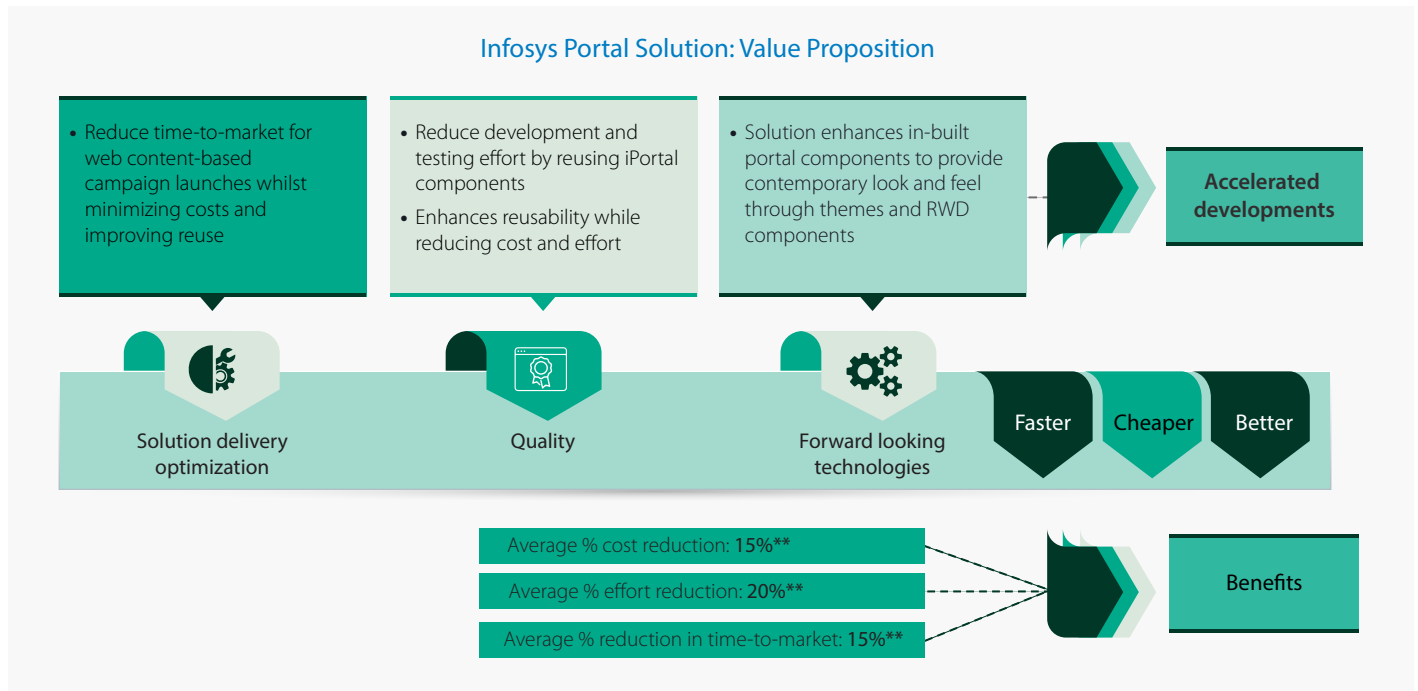 Infosys Portal Solution: Value Proposition
• Reduce time-to-market for
web content-based
campaign launches whilst
minimizing costs and
improving reuse
• Reduce development and
testing effort by reusing iPortal
components
• Enhances reusability while
reducing cost and effort
• Solution enhances in-built
portal components to provide
contemporary look and feel
through themes and RWD
components
Accelerated
developments
Solution delivery
optimization
Quality
Forward looking
technologies
Faster
Cheaper
Better
Average % cost reduction: 15%**
Average % effort reduction: 20%**
Average % reduction in time-to-market: 15%**
Benefits